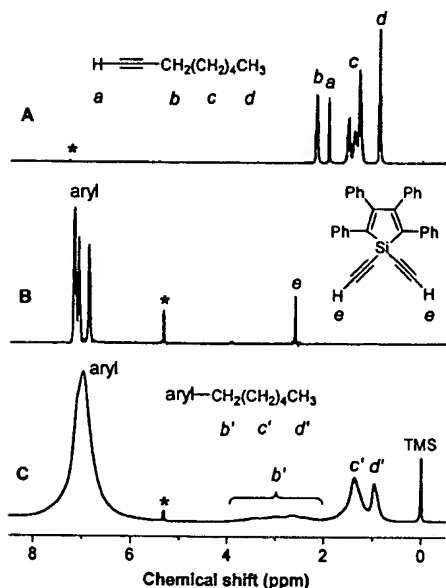 H—≡—CH₂(CH₂)₄CH₃
a b c d
b a c d
A *
aryl
Ph Ph
Ph Ph
Si
H H
e e
B * e
aryl
aryl—CH₂(CH₂)₄CH₃
b' c' d'
b' c' d' TMS
C *
8 6 4 2 0
Chemical shift (ppm)